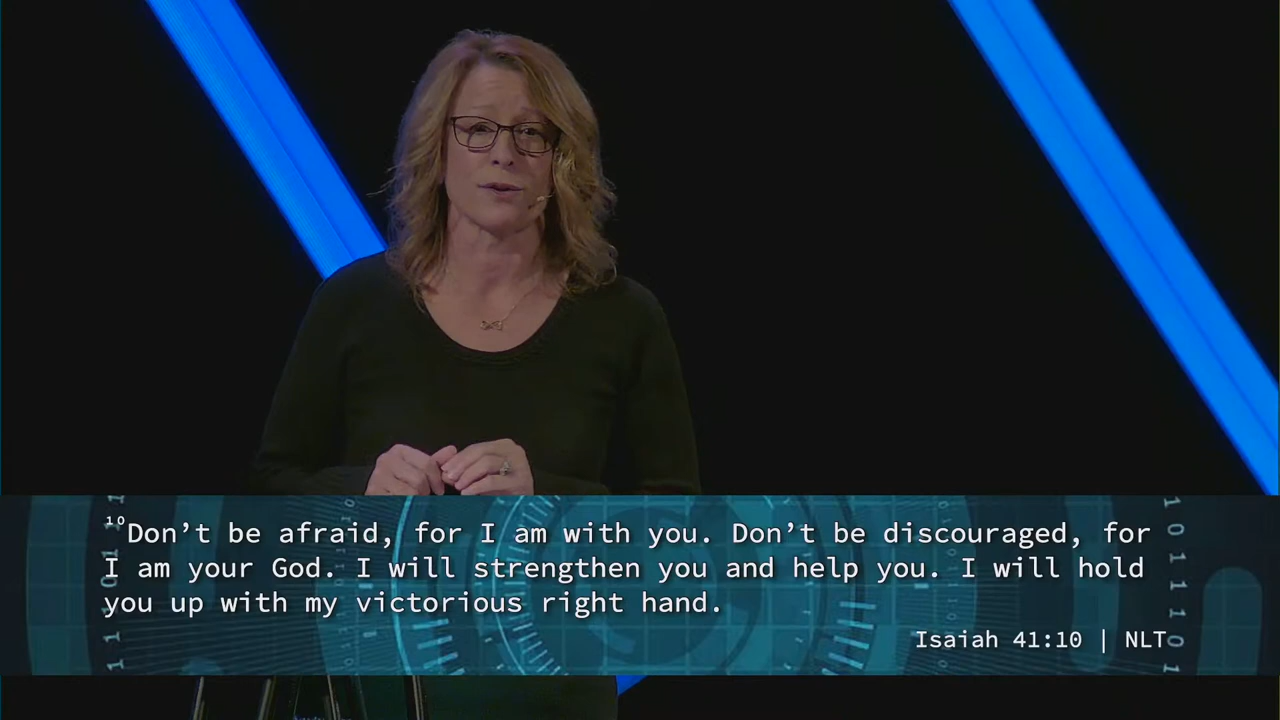 ¹⁰Don’t be afraid, for I am with you. Don’t be discouraged, for
I am your God. I will strengthen you and help you. I will hold
you up with my victorious right hand.
Isaiah 41:10 | NLT